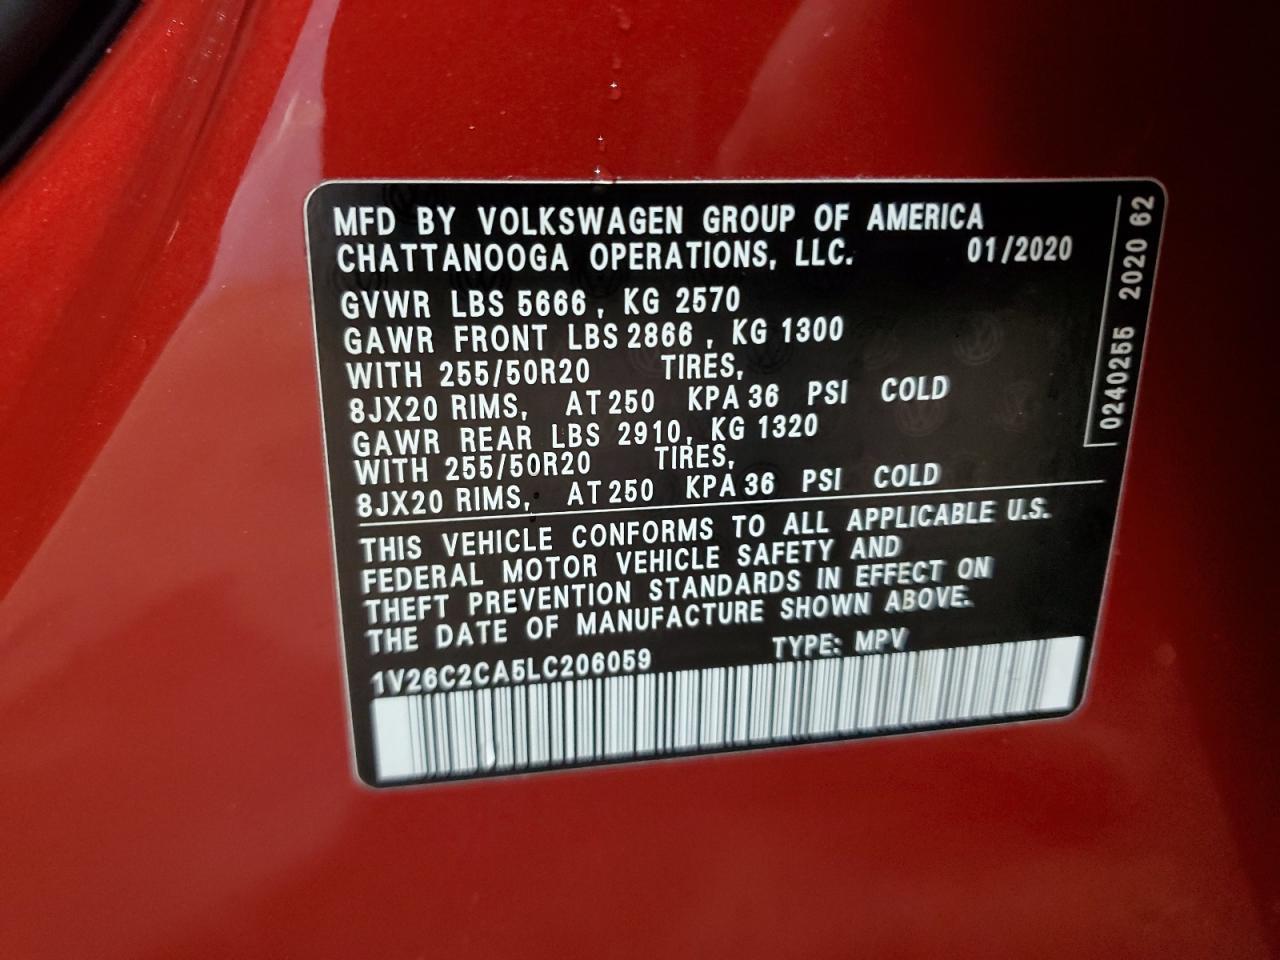 MFD BY VOLKSWAGEN GROUP OF AMERICA
CHATTANOOGA OPERATIONS, LLC. 01/2020
GVWR LBS 5666, KG 2570
GAWR FRONT LBS 2866, KG 1300
WITH 255/50R20 TIRES,
8JX20 RIMS, AT 250 KPA 36 PSI COLD
GAWR REAR LBS 2910, KG 1320
WITH 255/50R20 TIRES,
8JX20 RIMS, AT 250 KPA 36 PSI COLD
THIS VEHICLE CONFORMS TO ALL APPLICABLE U.S.
FEDERAL MOTOR VEHICLE SAFETY AND
THEFT PREVENTION STANDARDS IN EFFECT ON
THE DATE OF MANUFACTURE SHOWN ABOVE.
1V26C2CA5LC206059 TYPE: MPV
0240255 2020 62